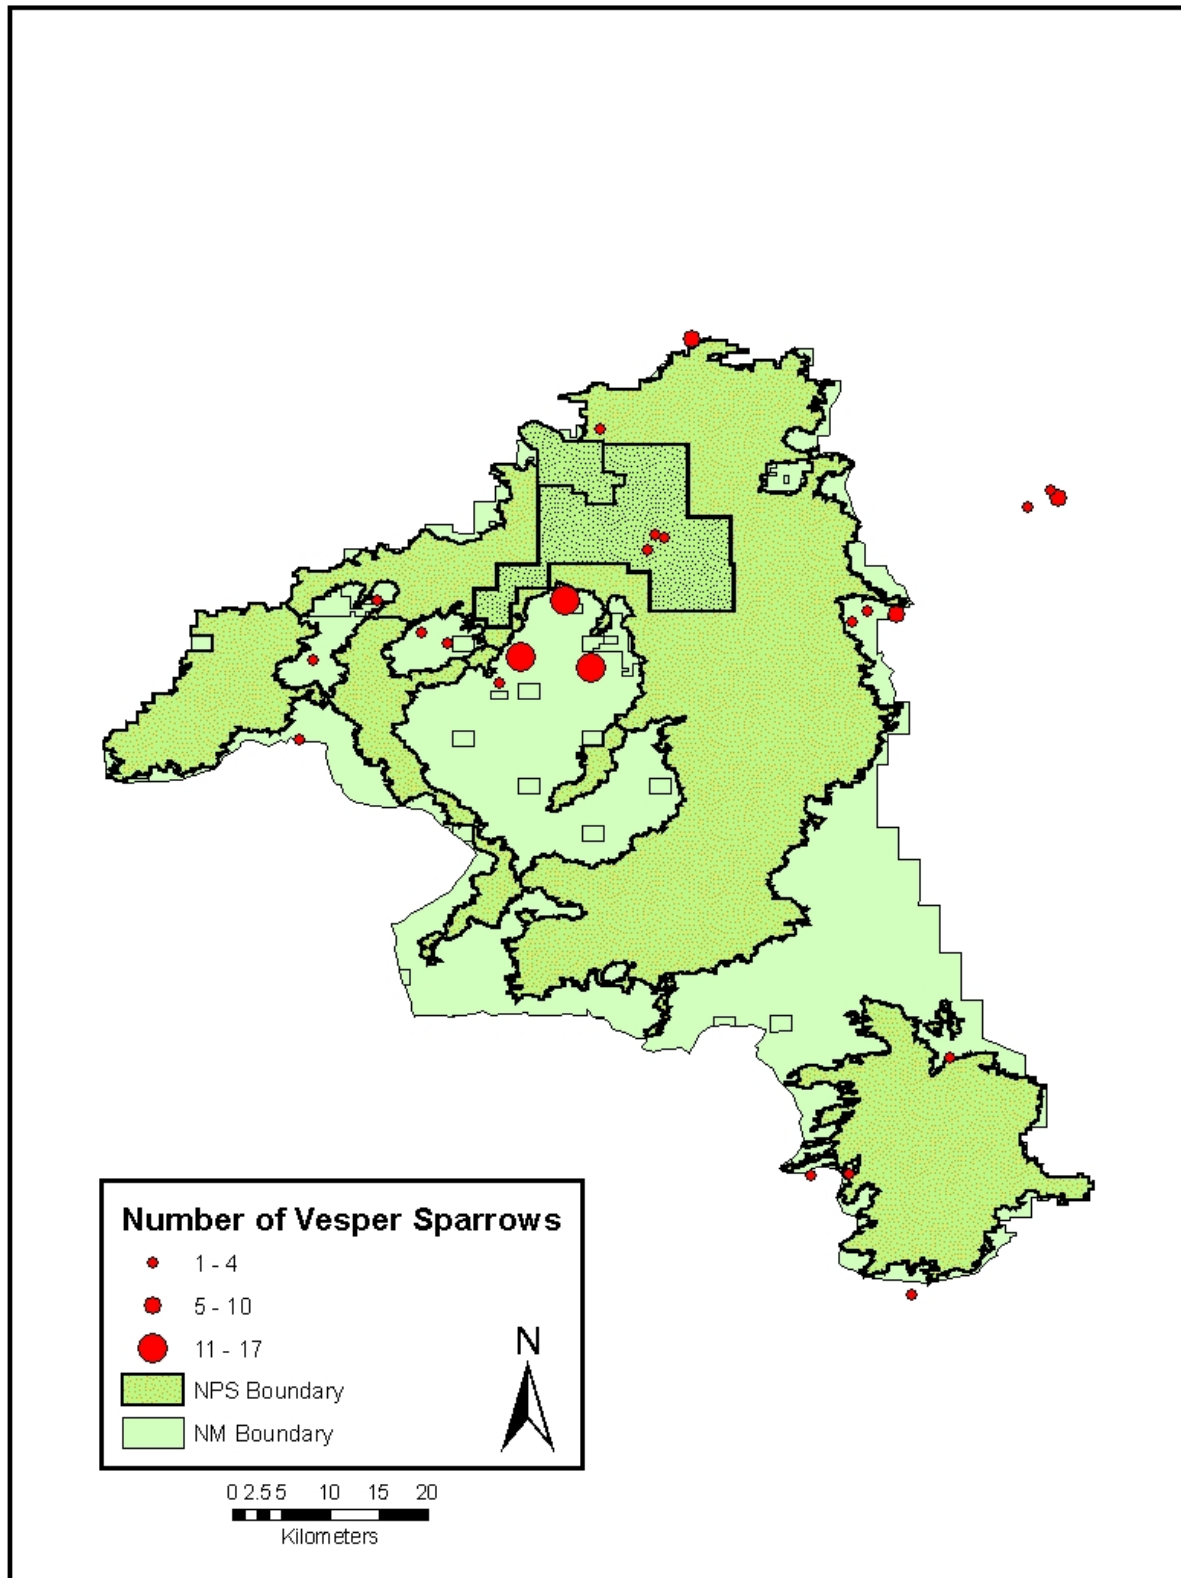 Number of Vesper Sparrows
1 - 4
5 - 10
11 - 17
NPS Boundary
NM Boundary
N
0 2.5 5 10 15 20
Kilometers